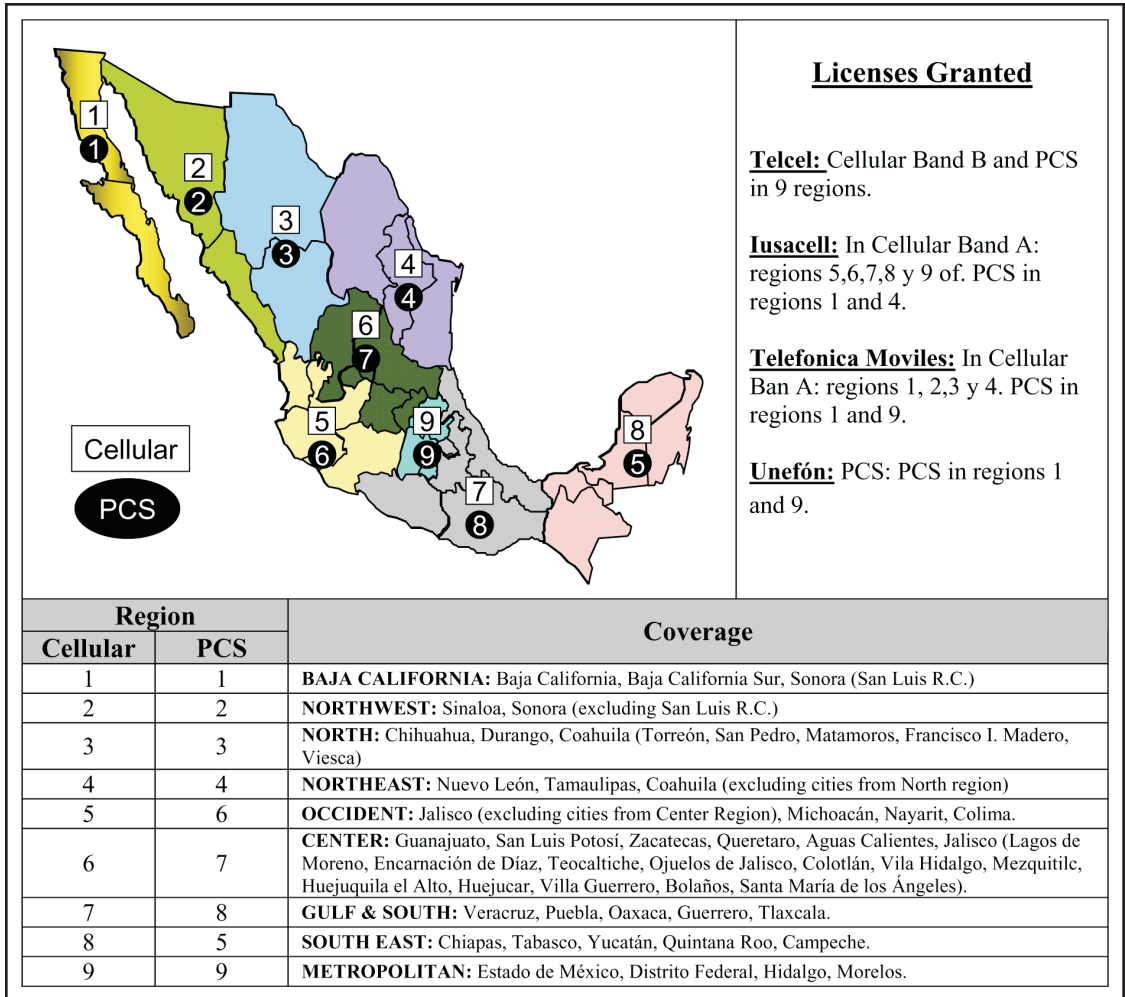 1
1
2
2
3
3
4
4
6
7
5
6
9
9
8
5
7
8
Cellular
PCS
Licenses Granted
Telcel: Cellular Band B and PCS
in 9 regions.
Iusacell: In Cellular Band A:
regions 5,6,7,8 y 9 of. PCS in
regions 1 and 4.
Telefonica Moviles: In Cellular
Ban A: regions 1, 2,3 y 4. PCS in
regions 1 and 9.
Unefón: PCS: PCS in regions 1
and 9.
Region
Cellular PCS Coverage
1 1 BAJA CALIFORNIA: Baja California, Baja California Sur, Sonora (San Luis R.C.)
2 2 NORTHWEST: Sinaloa, Sonora (excluding San Luis R.C.)
3 3 NORTH: Chihuahua, Durango, Coahuila (Torreón, San Pedro, Matamoros, Francisco I. Madero,
Viesca)
4 4 NORTHEAST: Nuevo León, Tamaulipas, Coahuila (excluding cities from North region)
5 6 OCCIDENT: Jalisco (excluding cities from Center Region), Michoacán, Nayarit, Colima.
6 7 CENTER: Guanajuato, San Luis Potosí, Zacatecas, Queretaro, Aguas Calientes, Jalisco (Lagos de
Moreno, Encarnación de Díaz, Teocaltiche, Ojuelos de Jalisco, Colotlán, Vila Hidalgo, Mezquitilc,
Huejuquila el Alto, Huejucar, Villa Guerrero, Bolaños, Santa María de los Ángeles).
7 8 GULF & SOUTH: Veracruz, Puebla, Oaxaca, Guerrero, Tlaxcala.
8 5 SOUTH EAST: Chiapas, Tabasco, Yucatán, Quintana Roo, Campeche.
9 9 METROPOLITAN: Estado de México, Distrito Federal, Hidalgo, Morelos.